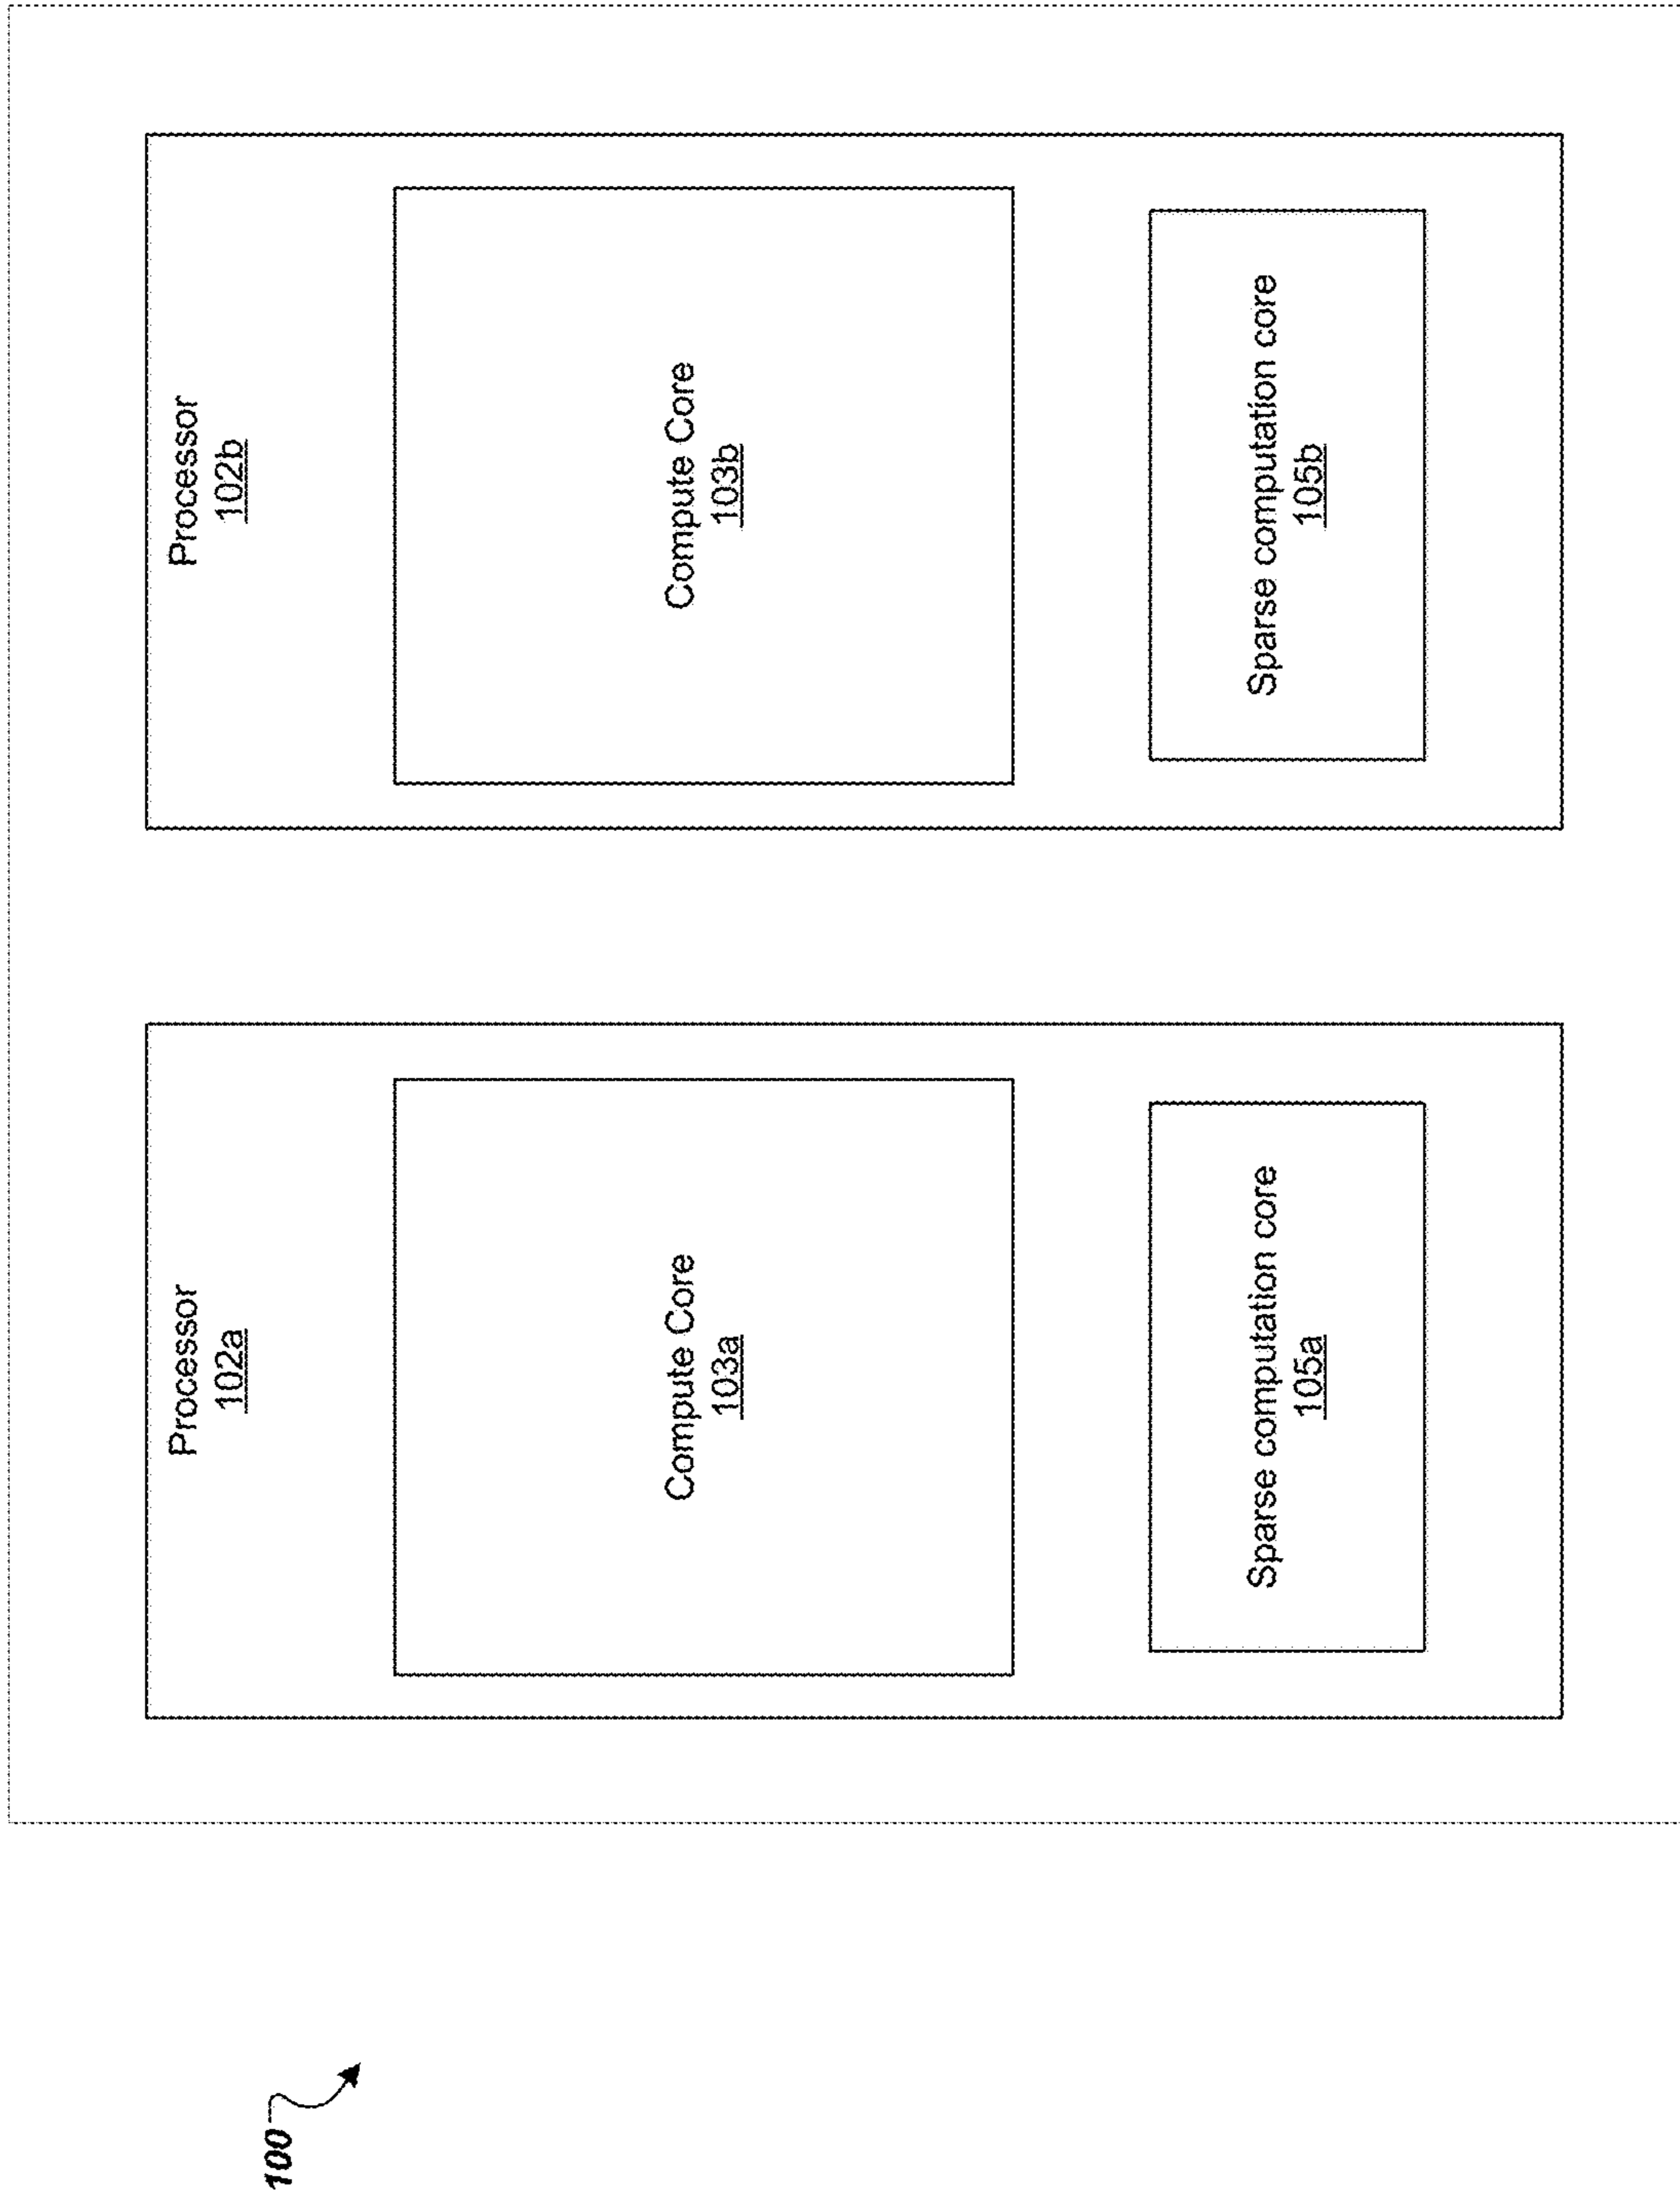 100
Processor
102a
Compute Core
103a
Sparse computation core
105a
Processor
102b
Compute Core
103b
Sparse computation core
105b